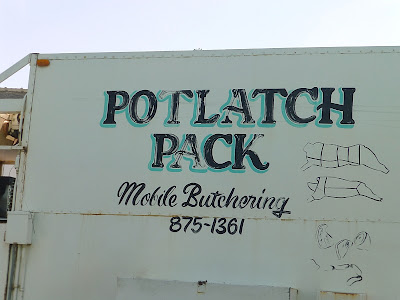 POTLATCH
PACK
Mobile Butchering
875-1361